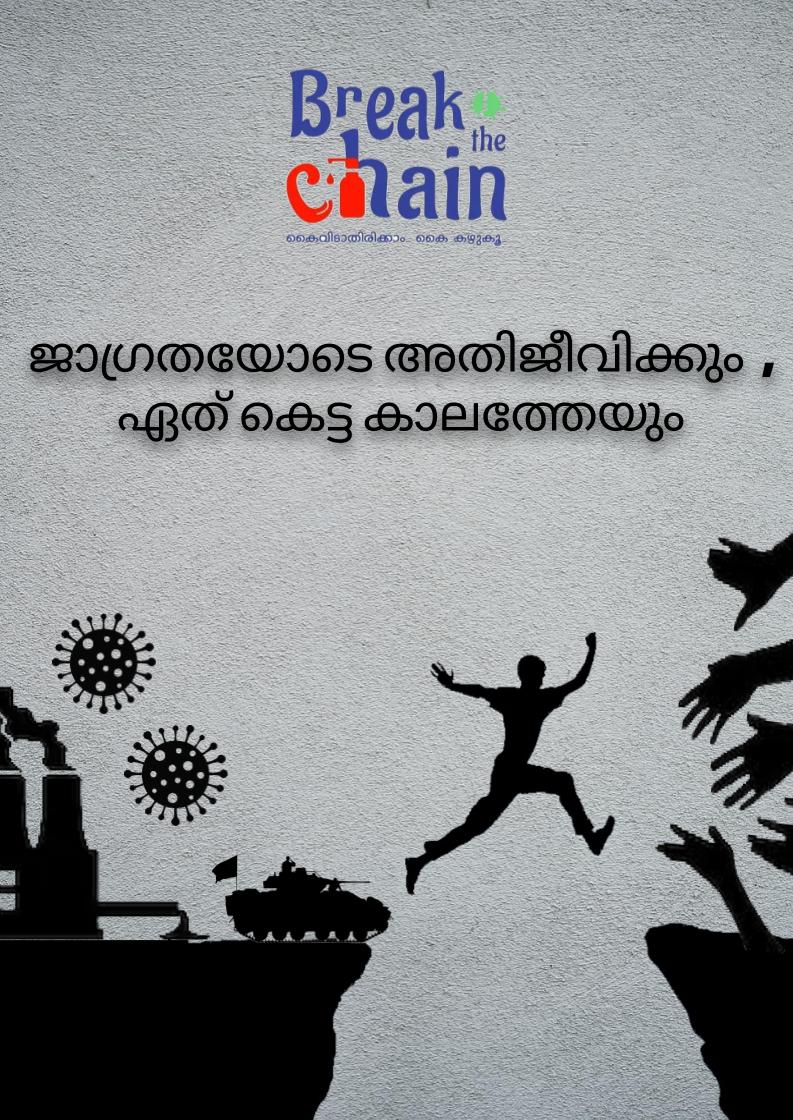 Break
the
chain
കൈവിടാതിരിക്കാം കൈ കഴുകൂ
ജാഗ്രതയോടെ അതിജീവിക്കും ,
ഏത് കെട്ട കാലത്തേയും